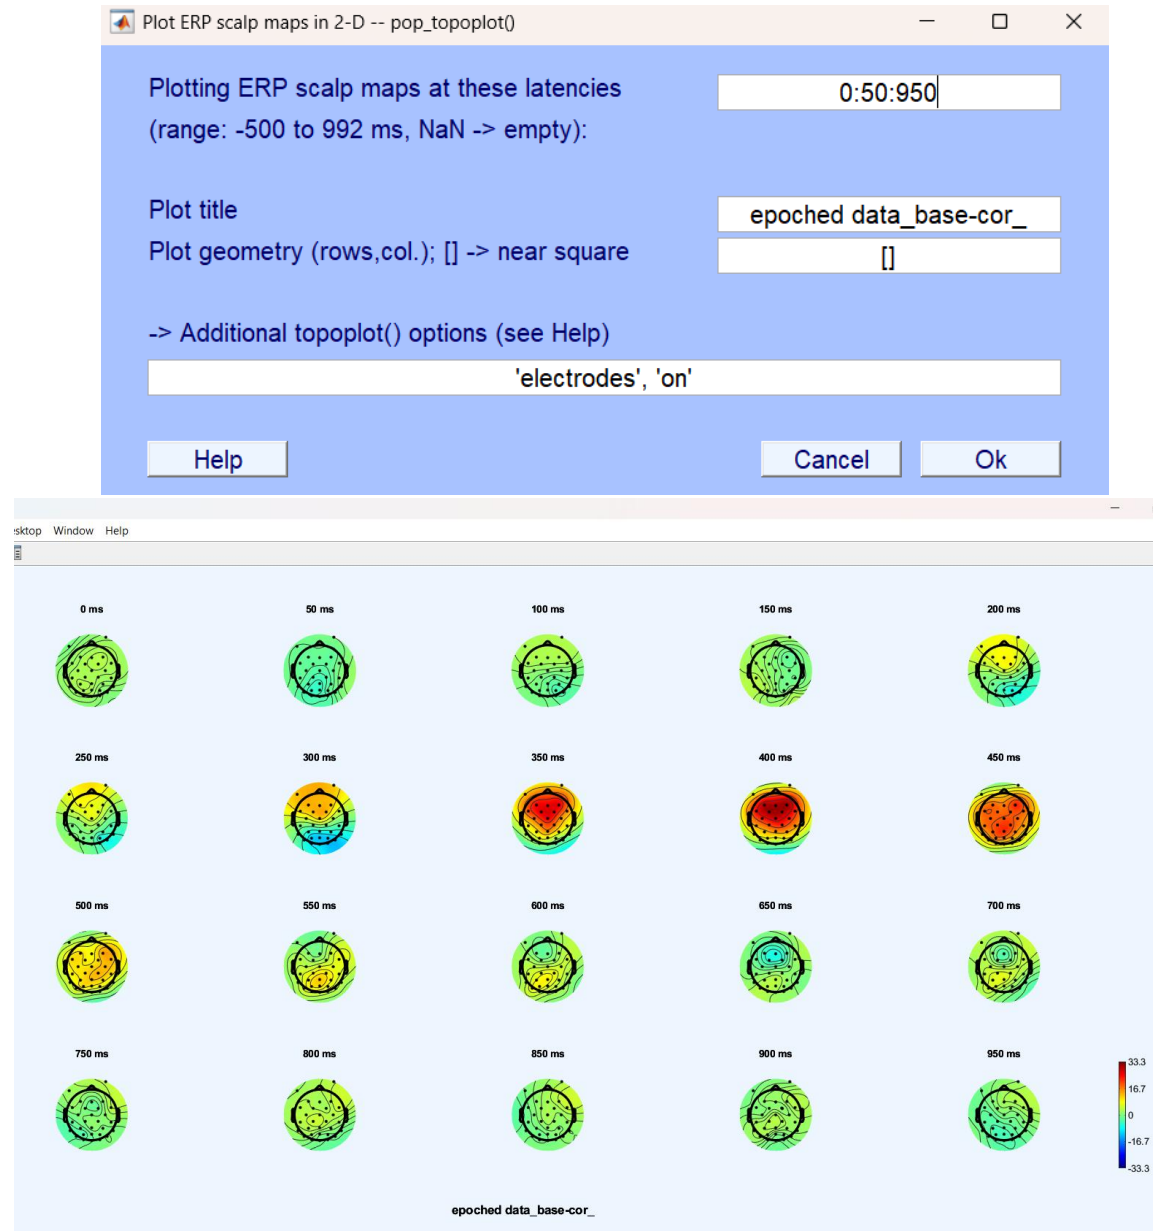 Plot ERP scalp maps in 2-D -- pop_topoplot()
Plotting ERP scalp maps at these latencies
(range: -500 to 992 ms, NaN -> empty):
0:50:950
Plot title
epoched data_base-cor_
Plot geometry (rows,col.); [] -> near square
[]
-> Additional topoplot() options (see Help)
'electrodes', 'on'
Help Cancel Ok
esktop Window Help
0 ms 50 ms 100 ms 150 ms 200 ms
250 ms 300 ms 350 ms 400 ms 450 ms
500 ms 550 ms 600 ms 650 ms 700 ms
750 ms 800 ms 850 ms 900 ms 950 ms
33.3
16.7
0
-16.7
-33.3
epoched data_base-cor_